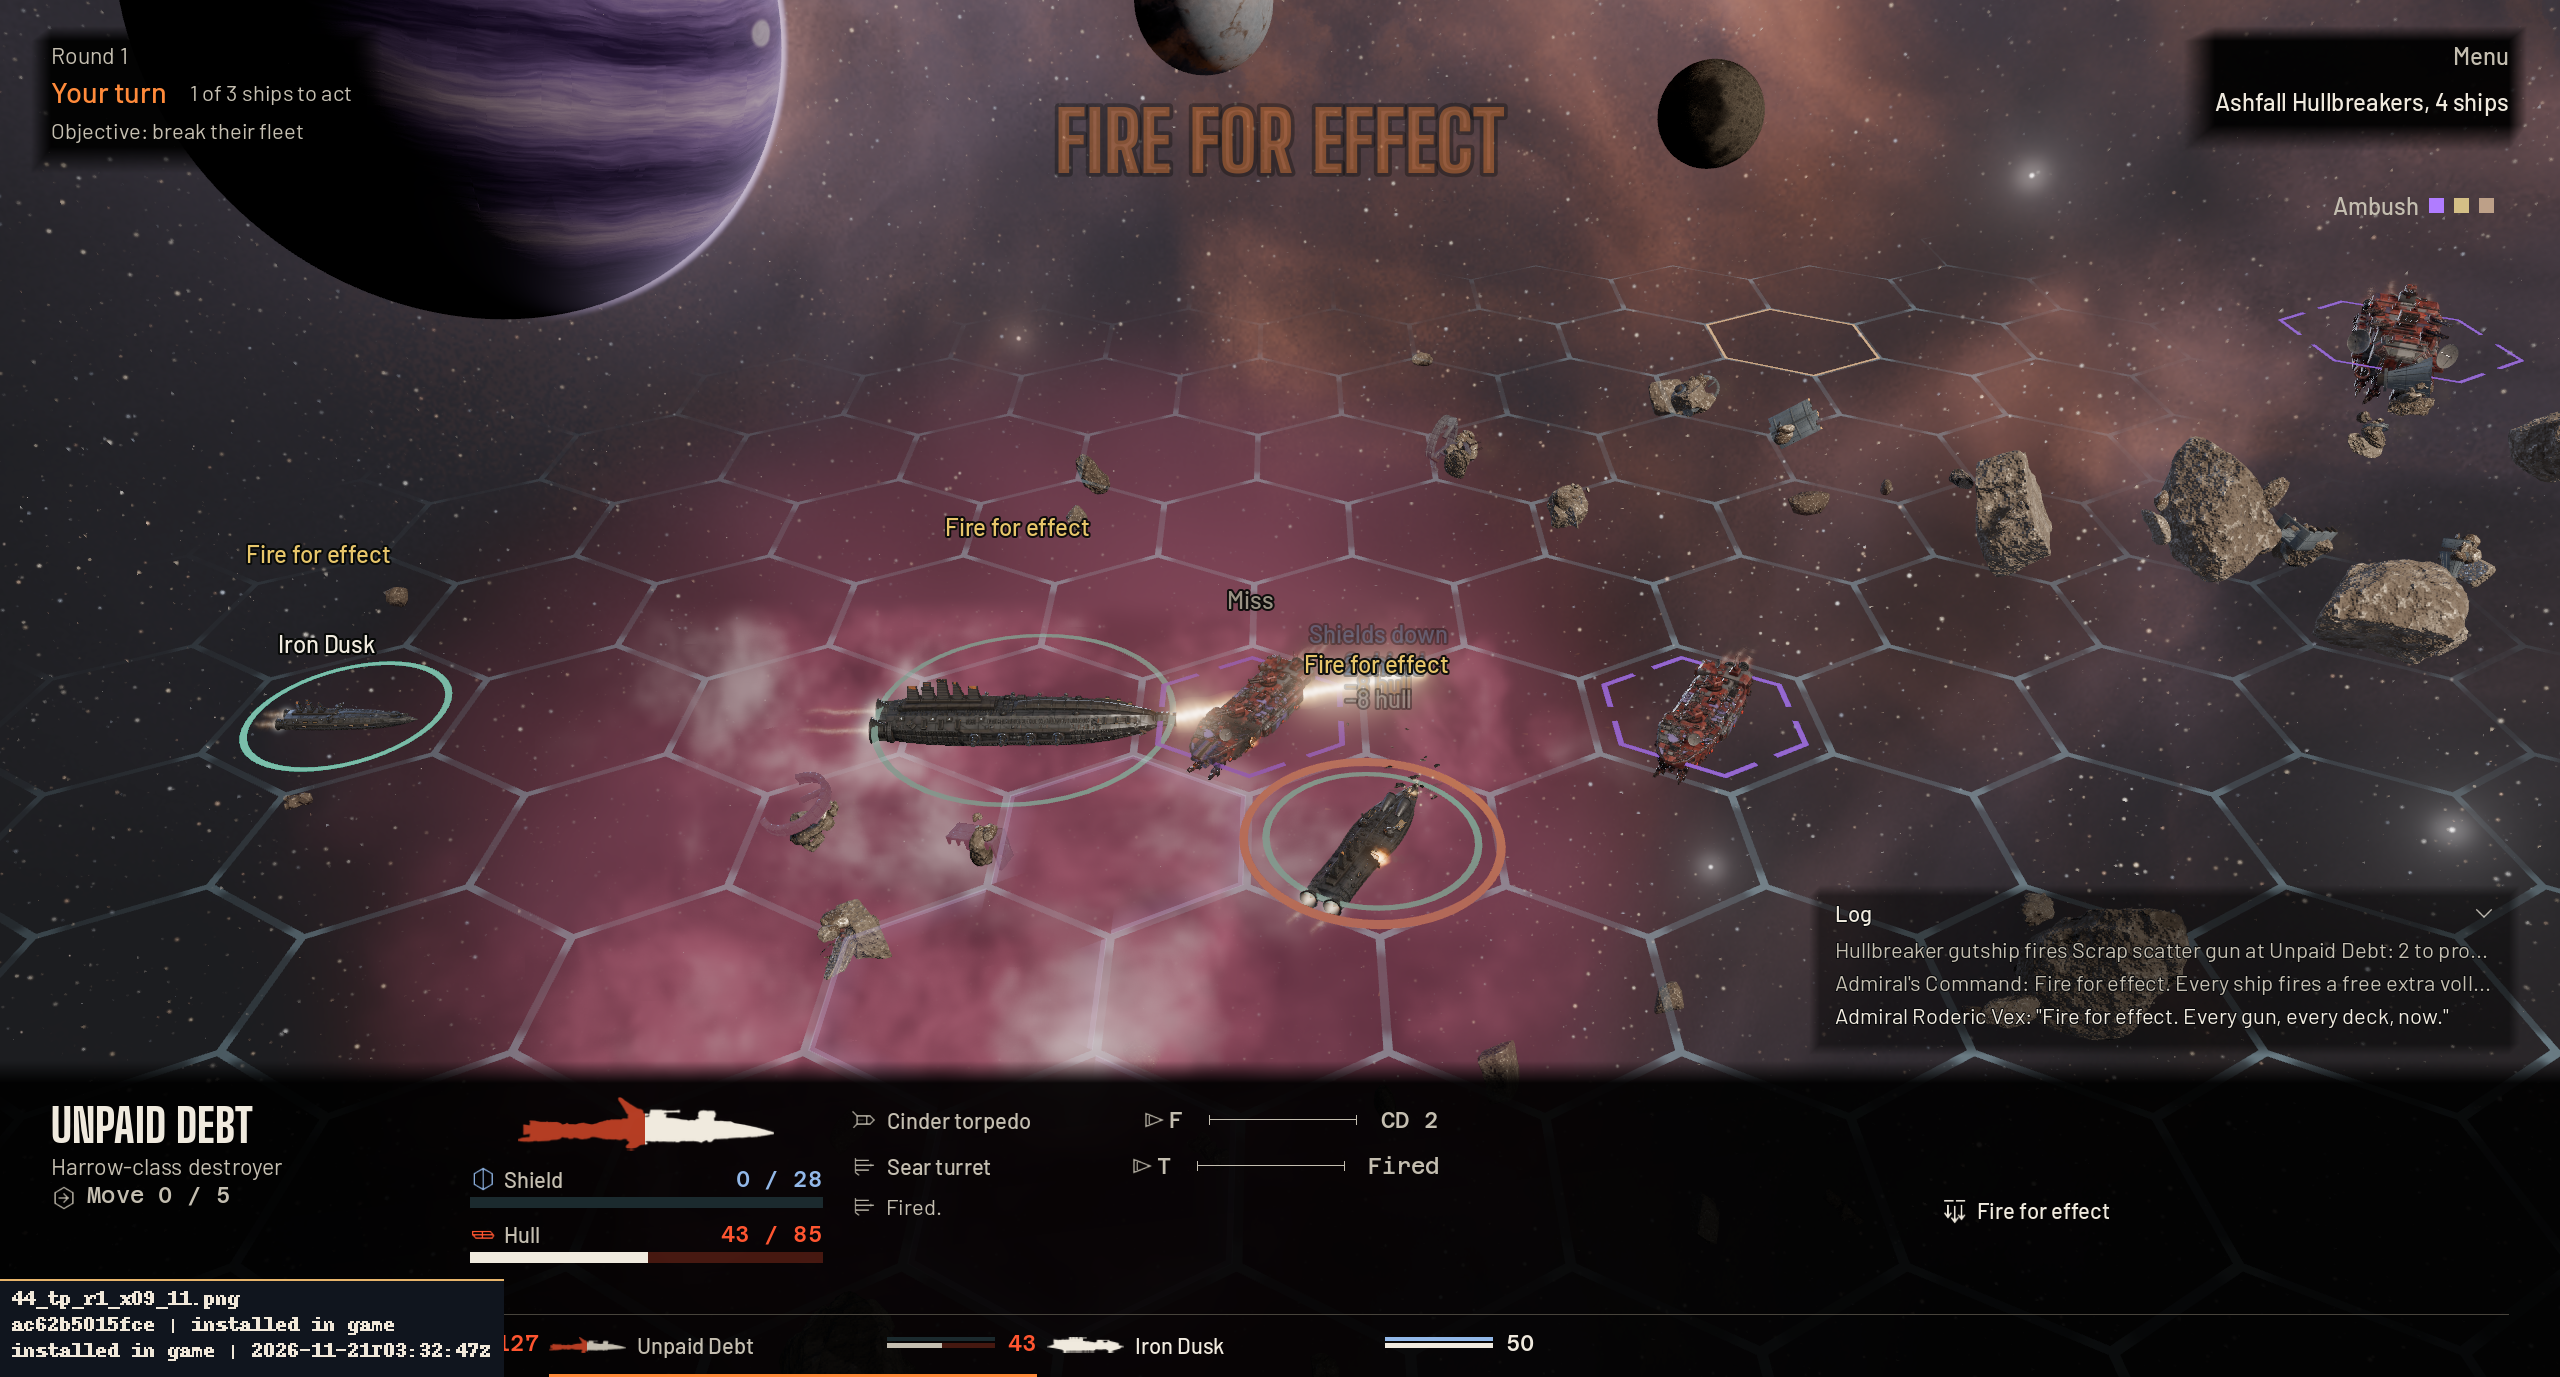 Round 1
Your turn 1 of 3 ships to act
Objective: break their fleet
FIRE FOR EFFECT
Menu
Ashfall Hullbreakers, 4 ships
Ambush
Fire for effect
Fire for effect
Miss
Iron Dusk
Shields down
Fire for effect
-8 hull
Log
Hullbreaker gutship fires Scrap scatter gun at Unpaid Debt: 2 to pro...
Admiral's Command: Fire for effect. Every ship fires a free extra voll...
Admiral Roderic Vex: "Fire for effect. Every gun, every deck, now."
UNPAID DEBT
Harrow-class destroyer
Move 0 / 5
Shield 0 / 28
Hull 43 / 85
Cinder torpedo F CD 2
Sear turret T Fired
Fired.
Fire for effect
44_tp_r1_x09_11.png
ac62b5015fce | installed in game
installed in game | 2026-11-21T03:32:47Z
127 Unpaid Debt 43 Iron Dusk 50